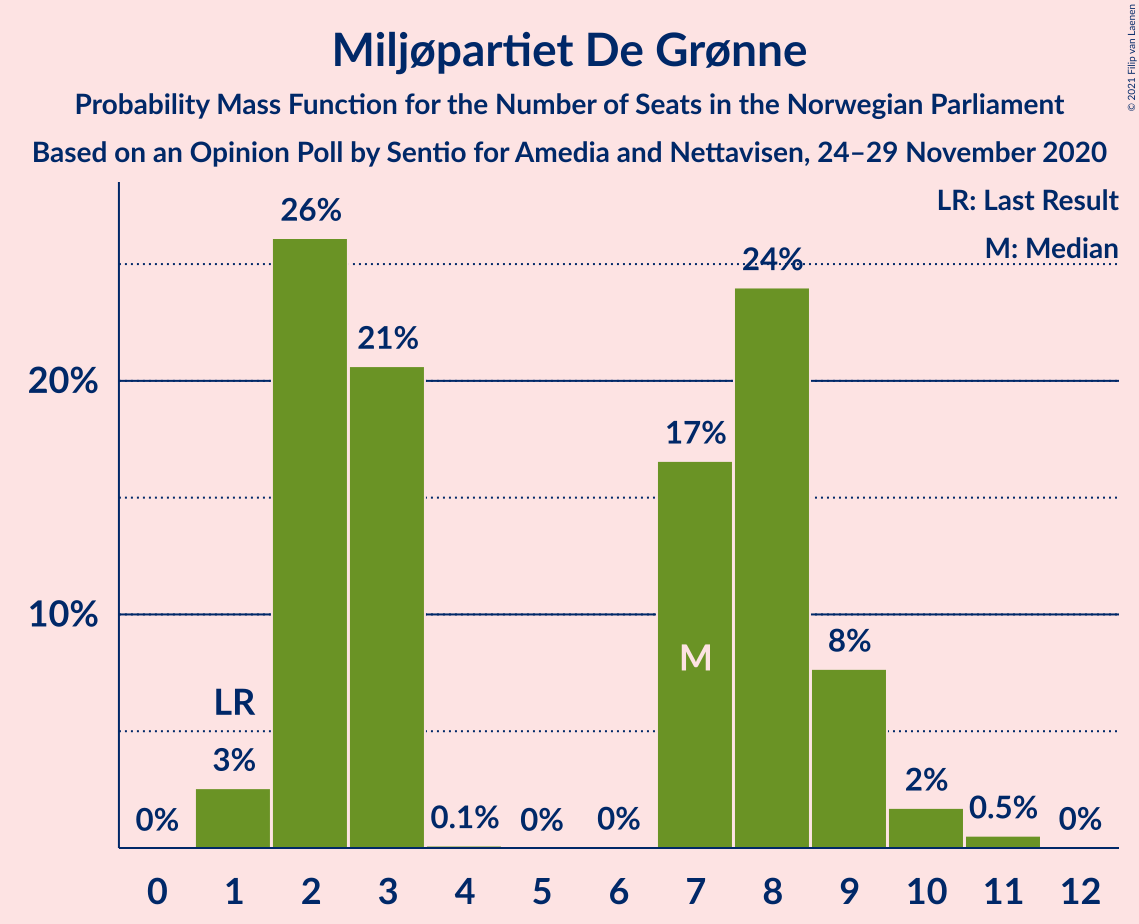 Miljøpartiet De Grønne
Probability Mass Function for the Number of Seats in the Norwegian Parliament
Based on an Opinion Poll by Sentio for Amedia and Nettavisen, 24–29 November 2020
© 2021 Filip van Laenen
LR: Last Result
M: Median
26%
24%
21%
20%
17%
10%
8%
M
LR
3%
2%
0%
0.1%
0%
0%
0.5%
0%
0 1 2 3 4 5 6 7 8 9 10 11 12